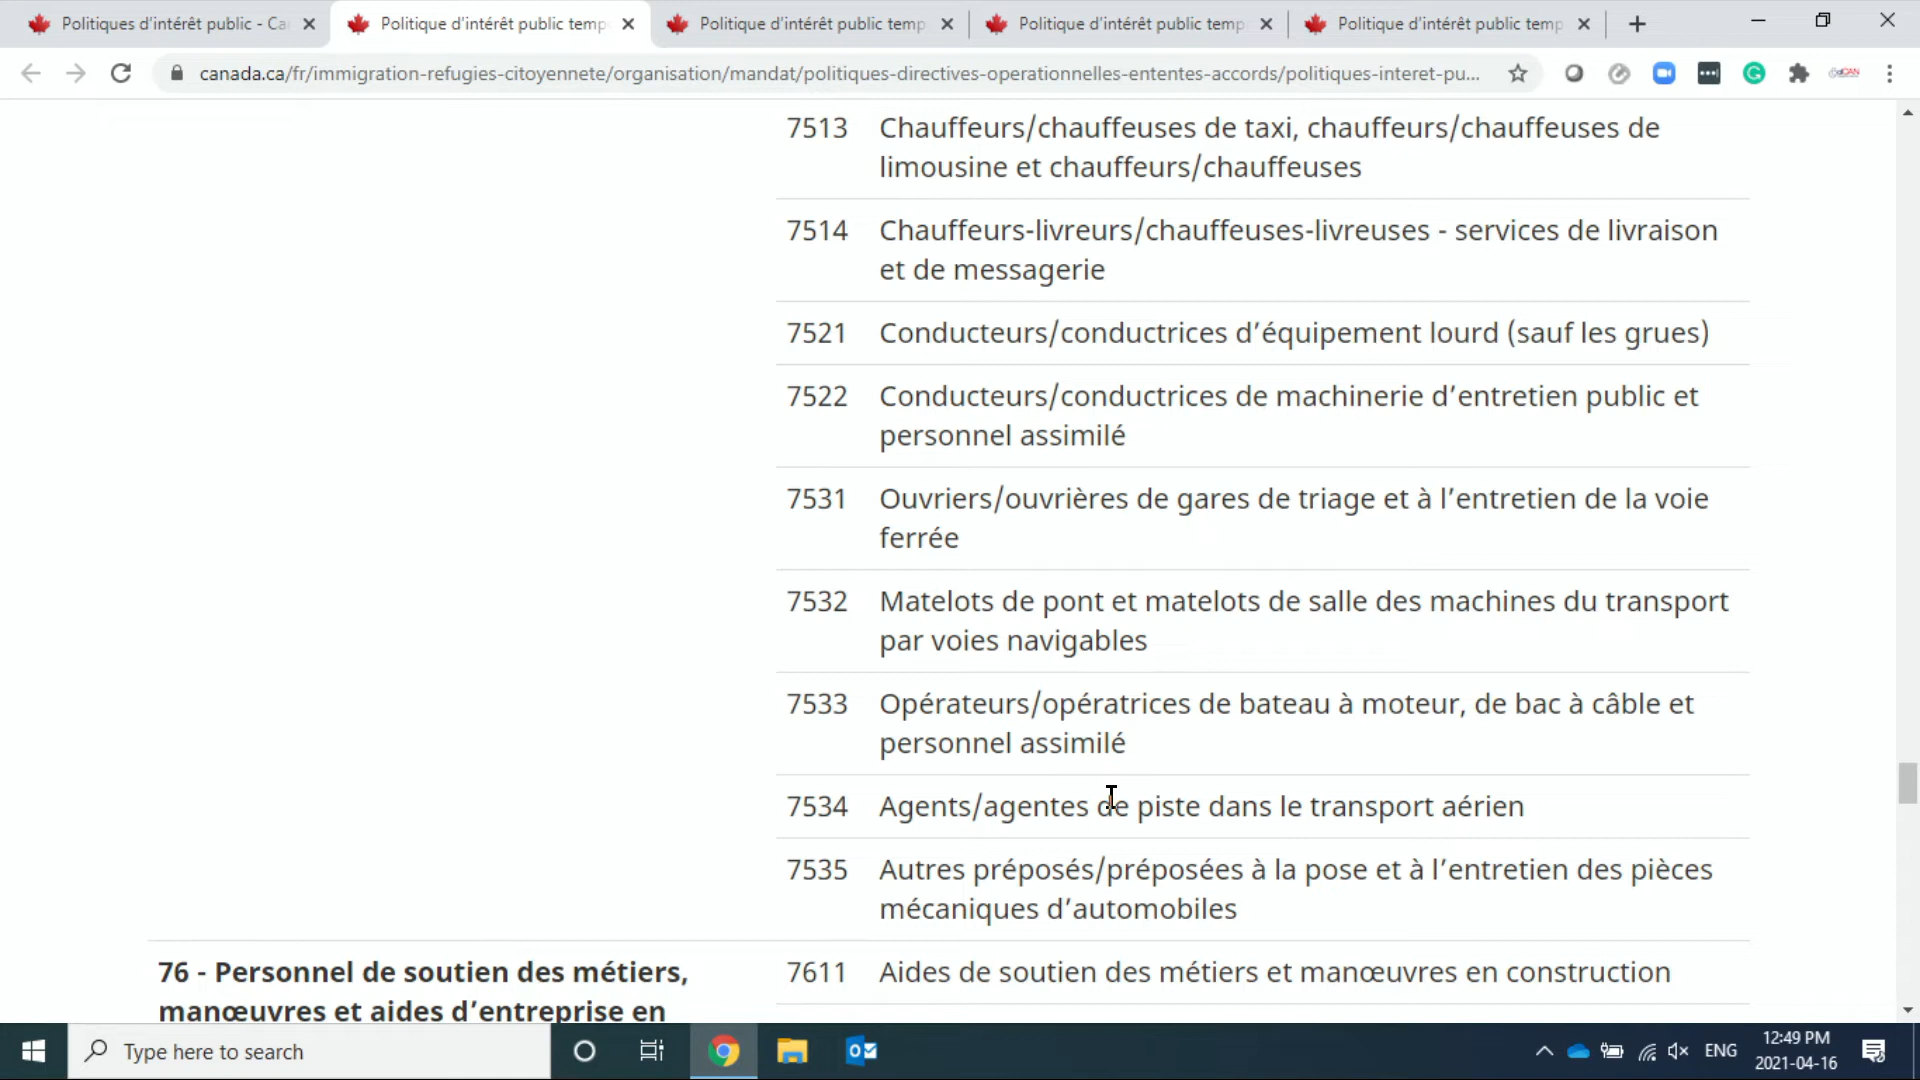 Politiques d'intérêt public - Ca
Politique d'intérêt public temp
Politique d'intérêt public temp
Politique d'intérêt public temp
Politique d'intérêt public temp
canada.ca/fr/immigration-refugies-citoyennete/organisation/mandat/politiques-directives-operationnelles-ententes-accords/politiques-interet-pu...
7513 Chauffeurs/chauffeuses de taxi, chauffeurs/chauffeuses de
limousine et chauffeurs/chauffeuses
7514 Chauffeurs-livreurs/chauffeuses-livreuses - services de livraison
et de messagerie
7521 Conducteurs/conductrices d’équipement lourd (sauf les grues)
7522 Conducteurs/conductrices de machinerie d’entretien public et
personnel assimilé
7531 Ouvriers/ouvrières de gares de triage et à l’entretien de la voie
ferrée
7532 Matelots de pont et matelots de salle des machines du transport
par voies navigables
7533 Opérateurs/opératrices de bateau à moteur, de bac à câble et
personnel assimilé
7534 Agents/agentes de piste dans le transport aérien
7535 Autres préposés/préposées à la pose et à l’entretien des pièces
mécaniques d’automobiles
76 - Personnel de soutien des métiers,
manœuvres et aides d’entreprise en
7611 Aides de soutien des métiers et manœuvres en construction
Type here to search
ENG
12:49 PM
2021-04-16